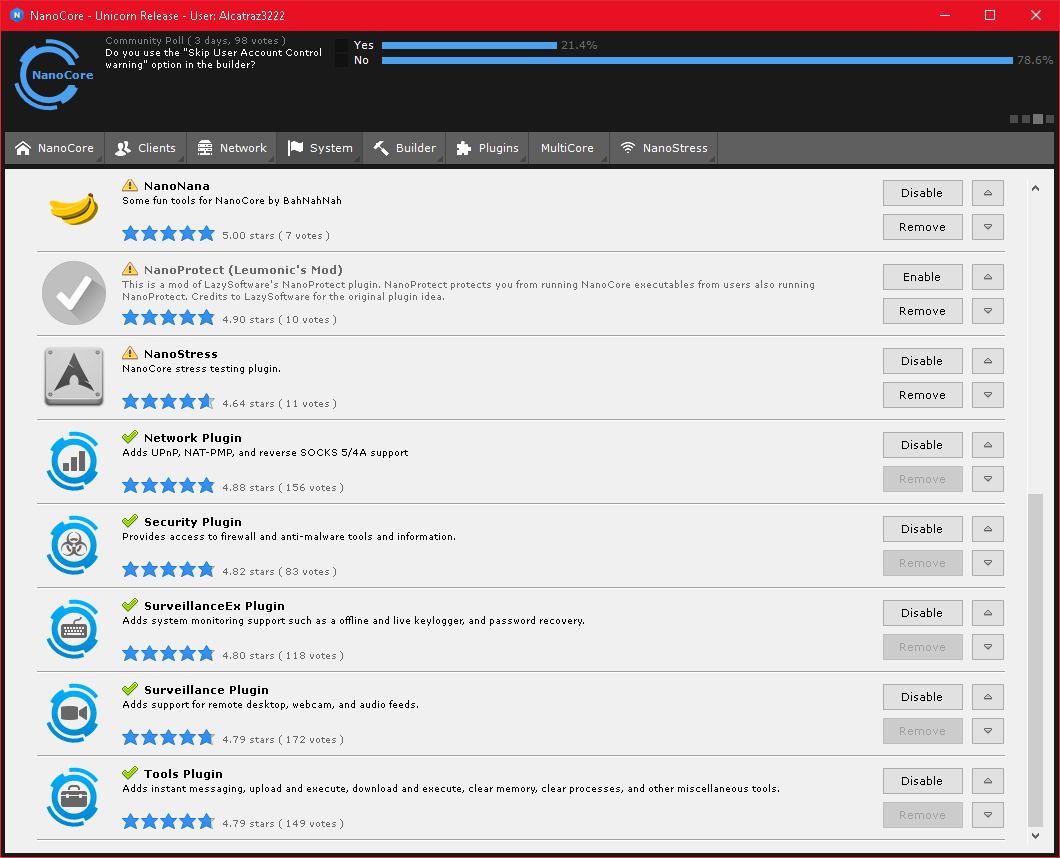 NanoCore - Unicorn Release - User: Alcatraz3222
NanoCore
Community Poll ( 3 days, 98 votes )
Do you use the "Skip User Account Control
warning" option in the builder?
Yes 21.4%
No 78.6%
NanoCore Clients Network System Builder Plugins MultiCore NanoStress
NanoNana
Some fun tools for NanoCore by BahNahNah
5.00 stars ( 7 votes )
Disable
Remove
NanoProtect (Leumonic's Mod)
This is a mod of LazySoftware's NanoProtect plugin. NanoProtect protects you from running NanoCore executables from users also running
NanoProtect. Credits to LazySoftware for the original plugin idea.
4.90 stars ( 10 votes )
Enable
Remove
NanoStress
NanoCore stress testing plugin.
4.64 stars ( 11 votes )
Disable
Remove
Network Plugin
Adds UPnP, NAT-PMP, and reverse SOCKS 5/4A support
4.88 stars ( 156 votes )
Disable
Remove
Security Plugin
Provides access to firewall and anti-malware tools and information.
4.82 stars ( 83 votes )
Disable
Remove
SurveillanceEx Plugin
Adds system monitoring support such as a offline and live keylogger, and password recovery.
4.80 stars ( 118 votes )
Disable
Remove
Surveillance Plugin
Adds support for remote desktop, webcam, and audio feeds.
4.79 stars ( 172 votes )
Disable
Remove
Tools Plugin
Adds instant messaging, upload and execute, download and execute, clear memory, clear processes, and other miscellaneous tools.
4.79 stars ( 149 votes )
Disable
Remove